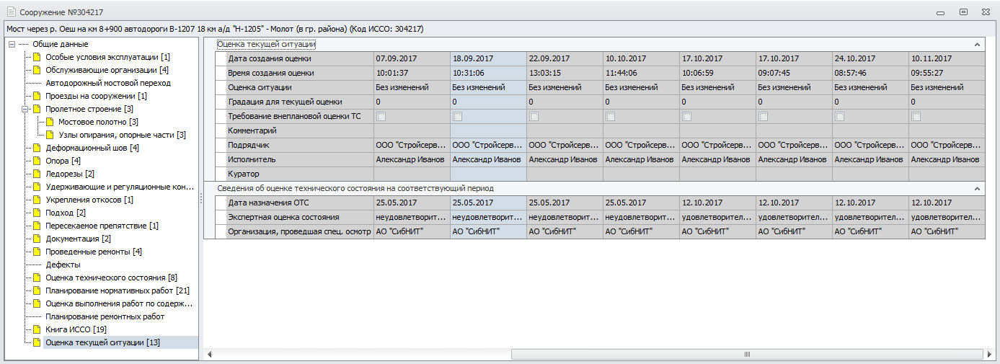 Сооружение №304217
Мост через р. Оеш на км 8+900 автодороги В-1207 18 км а/д "Н-1205" - Молот (в гр. района) (Код ИССО: 304217)
Общие данные
Особые условия эксплуатации [1]
Обслуживающие организации [4]
Автодорожный мостовой переход
Проезды на сооружении [1]
Пролетное строение [3]
Мостовое полотно [3]
Узлы опирания, опорные части [3]
Деформационный шов [4]
Опора [4]
Ледорезы [2]
Удерживающие и регуляционные кон...
Укрепления откосов [1]
Подход [2]
Пересекаемое препятствие [1]
Документация [2]
Проведенные ремонты [4]
Дефекты
Оценка технического состояния [8]
Планирование нормативных работ [21]
Оценка выполнения работ по содерж...
Планирование ремонтных работ
Книга ИССО [19]
Оценка текущей ситуации [13]
Оценка текущей ситуации
Дата создания оценки 07.09.2017 18.09.2017 22.09.2017 10.10.2017 17.10.2017 17.10.2017 24.10.2017 10.11.2017
Время создания оценки 10:01:37 10:31:06 13:03:15 11:44:06 10:06:59 09:07:45 08:57:46 09:55:27
Оценка ситуации Без изменений Без изменений Без изменений Без изменений Без изменений Без изменений Без изменений Без изменений
Градация для текущей оценки 0 0 0 0 0 0 0 0
Требование внеплановой оценки ТС
Комментарий
Подрядчик ООО "Стройсерв... ООО "Стройсерв... ООО "Стройсерв... ООО "Стройсерв... ООО "Стройсерв... ООО "Стройсерв... ООО "Стройсерв... ООО "Стройсерв...
Исполнитель Александр Иванов Александр Иванов Александр Иванов Александр Иванов Александр Иванов Александр Иванов Александр Иванов Александр Иванов
Куратор
Сведения об оценке технического состояния на соответствующий период
Дата назначения ОТС 25.05.2017 25.05.2017 25.05.2017 25.05.2017 12.10.2017 12.10.2017 12.10.2017 12.10.2017
Экспертная оценка состояния неудовлетворит... неудовлетворит... неудовлетворит... неудовлетворит... удовлетворител... удовлетворител... удовлетворител... удовлетворител...
Организация, проведшая спец. осмотр АО "СибНИТ" АО "СибНИТ" АО "СибНИТ" АО "СибНИТ" АО "СибНИТ" АО "СибНИТ" АО "СибНИТ" АО "СибНИТ"